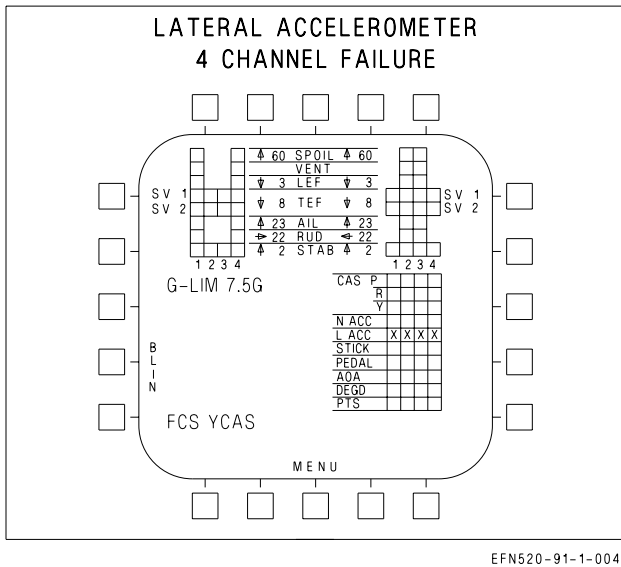 LATERAL ACCELEROMETER
4 CHANNEL FAILURE
60 SPOIL 60
VENT
3 LEF 3
SV 1
SV 2
8 TEF 8
SV 1
SV 2
23 AIL 23
22 RUD 22
2 STAB 2
1 2 3 4
1 2 3 4
G-LIM 7.5G
CAS P
R
Y
N ACC
L ACC X X X X
STICK
PEDAL
AOA
DEGD
PTS
BLIN
FCS YCAS
MENU
EFN520-91-1-004